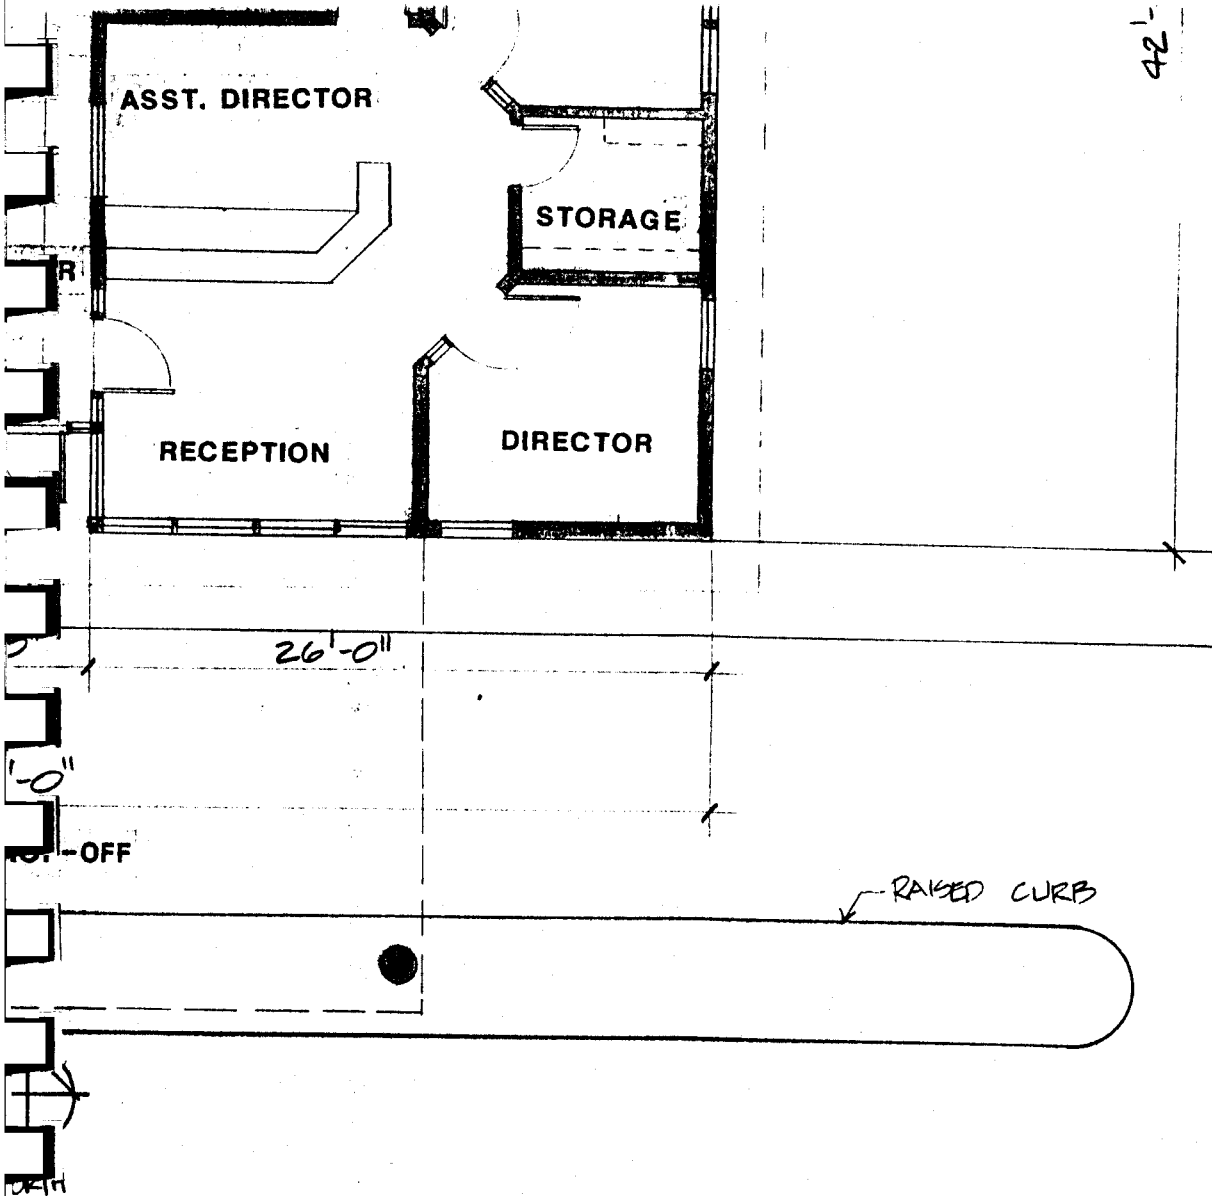 42'-
ASST. DIRECTOR
STORAGE
R
RECEPTION
DIRECTOR
26'-0"
'-0"
-OFF
RAISED CURB